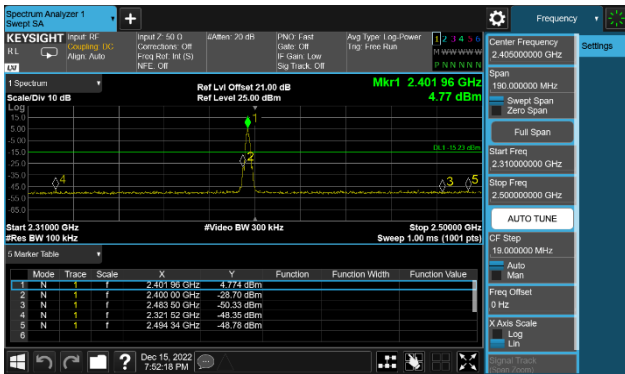 Spectrum Analyzer 1
Swept SA
Frequency
KEYSIGHT
RL
LXI
Input: RF
Coupling: DC
Align: Auto
Input Z: 50 Ω
Corrections: Off
Freq Ref: Int (S)
NFE: Off
#Atten: 20 dB
PNO: Fast
Gate: Off
IF Gain: Low
Sig Track: Off
Avg Type: Log-Power
Trig: Free Run
1 2 3 4 5 6
M W W W W W
P N N N N N
1 Spectrum
Scale/Div 10 dB
Log
Ref Lvl Offset 21.00 dB
Ref Level 25.00 dBm
Mkr1 2.401 96 GHz
4.77 dBm
15.0
5.00
-5.00
-15.0
-25.0
-35.0
-45.0
-55.0
-65.0
1
2
3
4
5
DL1 -15.23 dBm
Start 2.31000 GHz
#Res BW 100 kHz
#Video BW 300 kHz
Stop 2.50000 GHz
Sweep 1.00 ms (1001 pts)
5 Marker Table
Mode Trace Scale X Y Function Function Width Function Value
1 N 1 f 2.401 96 GHz 4.774 dBm
2 N 1 f 2.400 00 GHz -28.70 dBm
3 N 1 f 2.483 50 GHz -50.33 dBm
4 N 1 f 2.321 52 GHz -48.35 dBm
5 N 1 f 2.494 34 GHz -48.78 dBm
6
Dec 15, 2022
7:52:18 PM
Center Frequency
2.405000000 GHz
Settings
Span
190.000000 MHz
Swept Span
Zero Span
Full Span
Start Freq
2.310000000 GHz
Stop Freq
2.500000000 GHz
AUTO TUNE
CF Step
19.000000 MHz
Auto
Man
Freq Offset
0 Hz
X Axis Scale
Log
Lin
Signal Track
(Span Zoom)